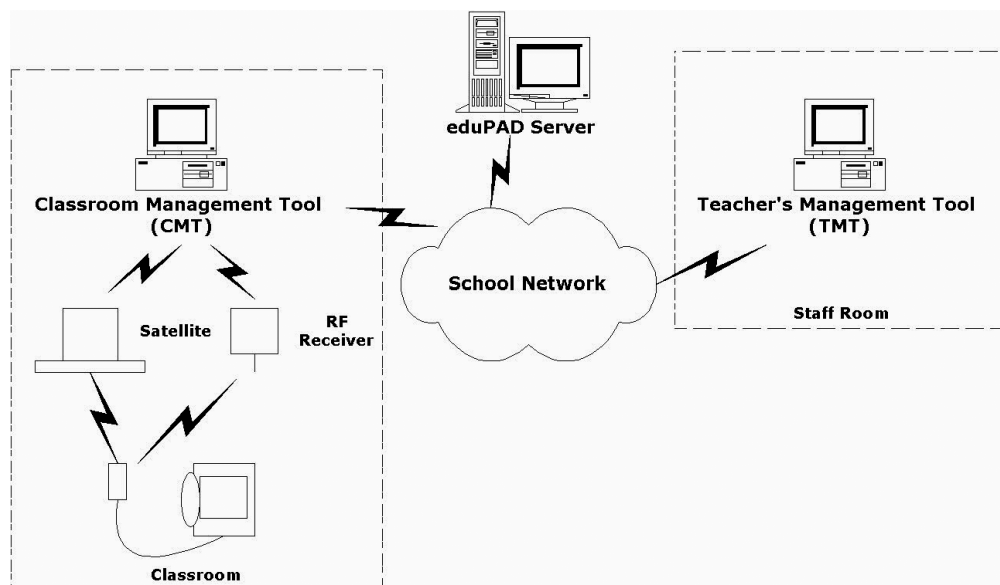 eduPAD Server
Classroom Management Tool
(CMT)
Teacher's Management Tool
(TMT)
School Network
Satellite
RF
Receiver
Staff Room
Classroom